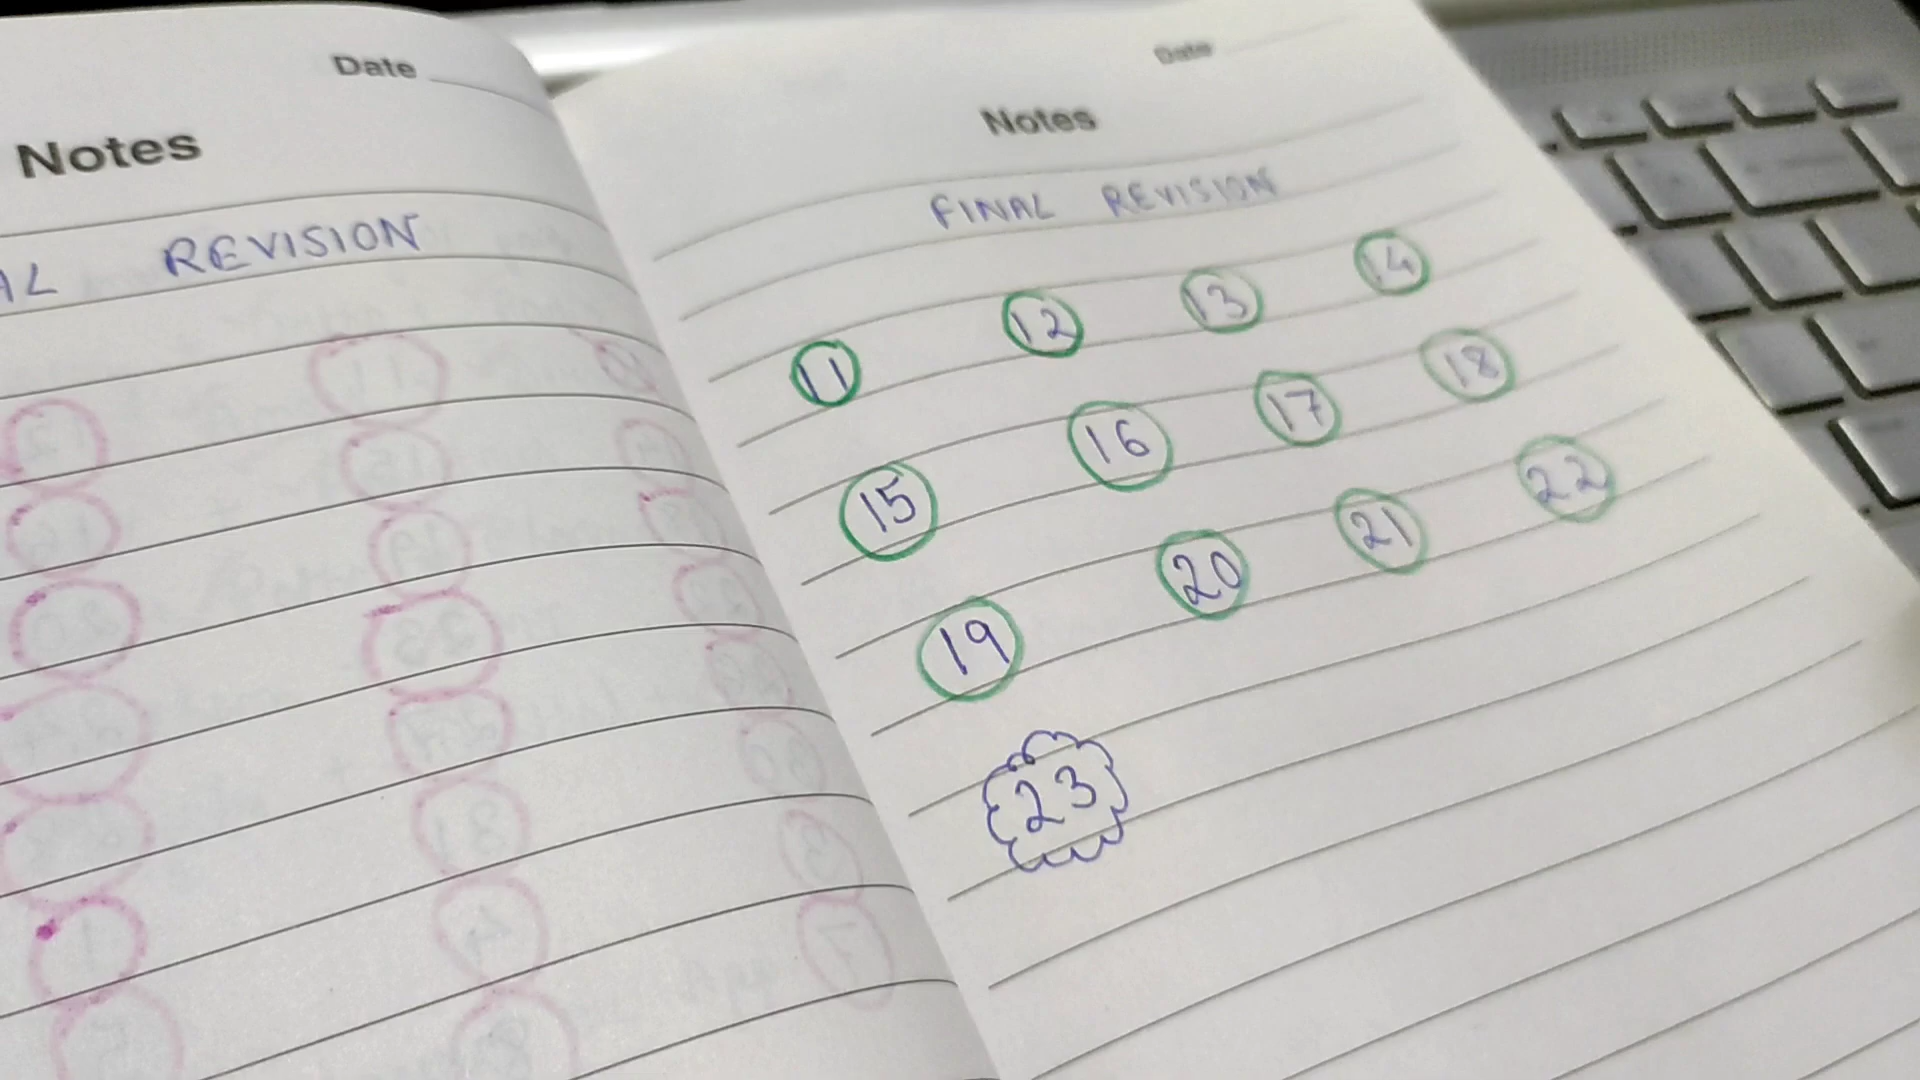 Date
Notes
AL REVISION
Date
Notes
FINAL REVISION
11 12 13 14
15 16 17 18
19 20 21 22
23